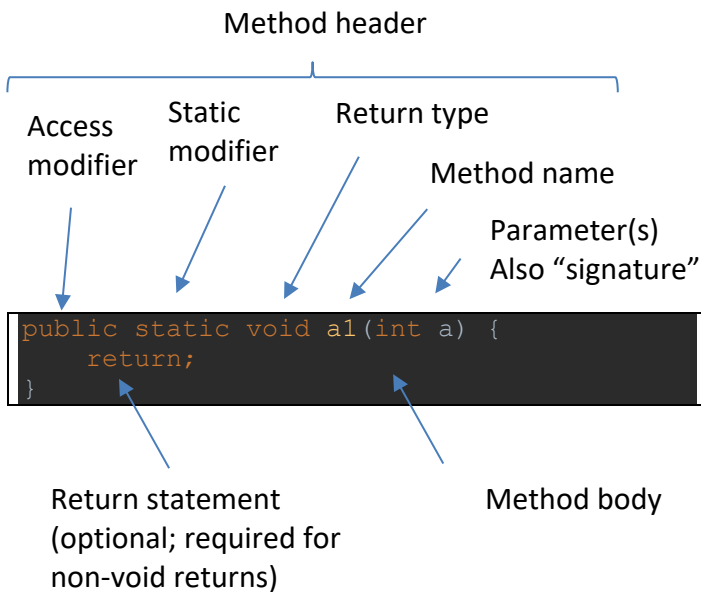 Method header
Access
modifier
Static
modifier
Return type
Method name
Parameter(s)
Also “signature”
public static void a1(int a) {
    return;
}
Return statement
(optional; required for
non-void returns)
Method body